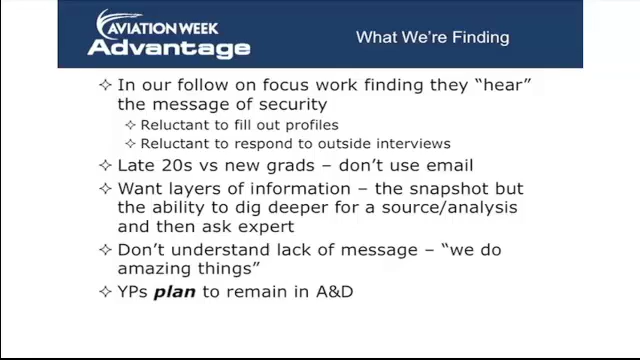 AVIATION WEEK
Advantage
What We're Finding
In our follow on focus work finding they “hear”
the message of security
Reluctant to fill out profiles
Reluctant to respond to outside interviews
Late 20s vs new grads – don’t use email
Want layers of information – the snapshot but
the ability to dig deeper for a source/analysis
and then ask expert
Don’t understand lack of message – “we do
amazing things”
YPs plan to remain in A&D